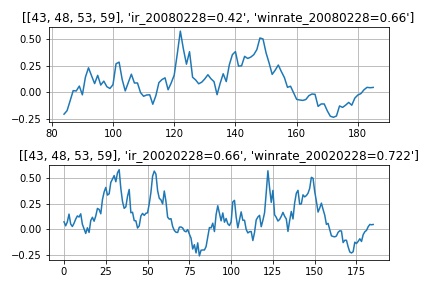 [[43, 48, 53, 59], 'ir_20080228=0.42', 'winrate_20080228=0.66']
0.50
0.25
0.00
−0.25
80 100 120 140 160 180
[[43, 48, 53, 59], 'ir_20020228=0.66', 'winrate_20020228=0.722']
0.50
0.25
0.00
−0.25
0 25 50 75 100 125 150 175